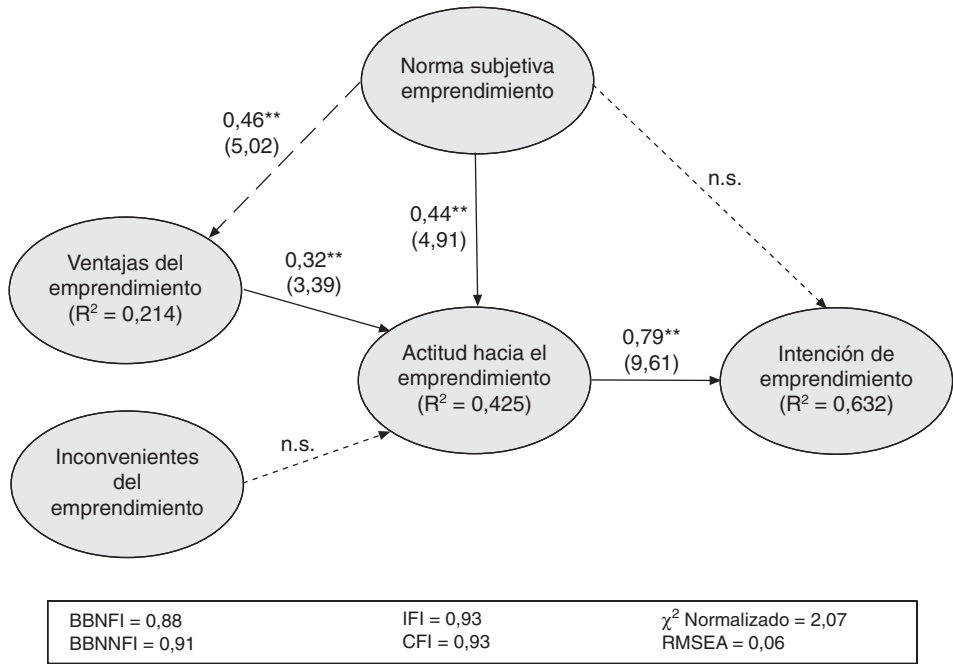 Norma subjetiva
emprendimiento
0,46**
(5,02)
n.s.
0,44**
(4,91)
Ventajas del
emprendimiento
(R² = 0,214)
0,32**
(3,39)
Actitud hacia el
emprendimiento
(R² = 0,425)
0,79**
(9,61)
Intención de
emprendimiento
(R² = 0,632)
n.s.
Inconvenientes
del
emprendimiento
BBNFI = 0,88 IFI = 0,93 χ² Normalizado = 2,07
BBNNFI = 0,91 CFI = 0,93 RMSEA = 0,06